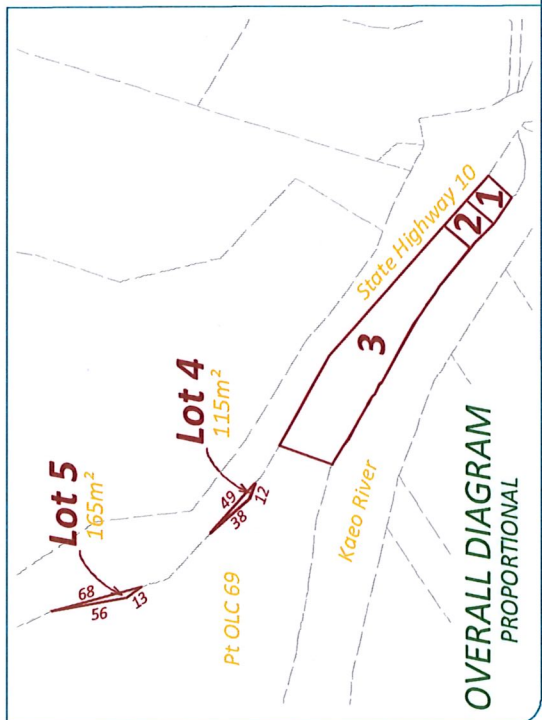 Lot 5
165m²
68
56
13
Lot 4
115m²
49
38
12
Pt OLC 69
State Highway 10
3
2
1
Kaeo River
OVERALL DIAGRAM
PROPORTIONAL